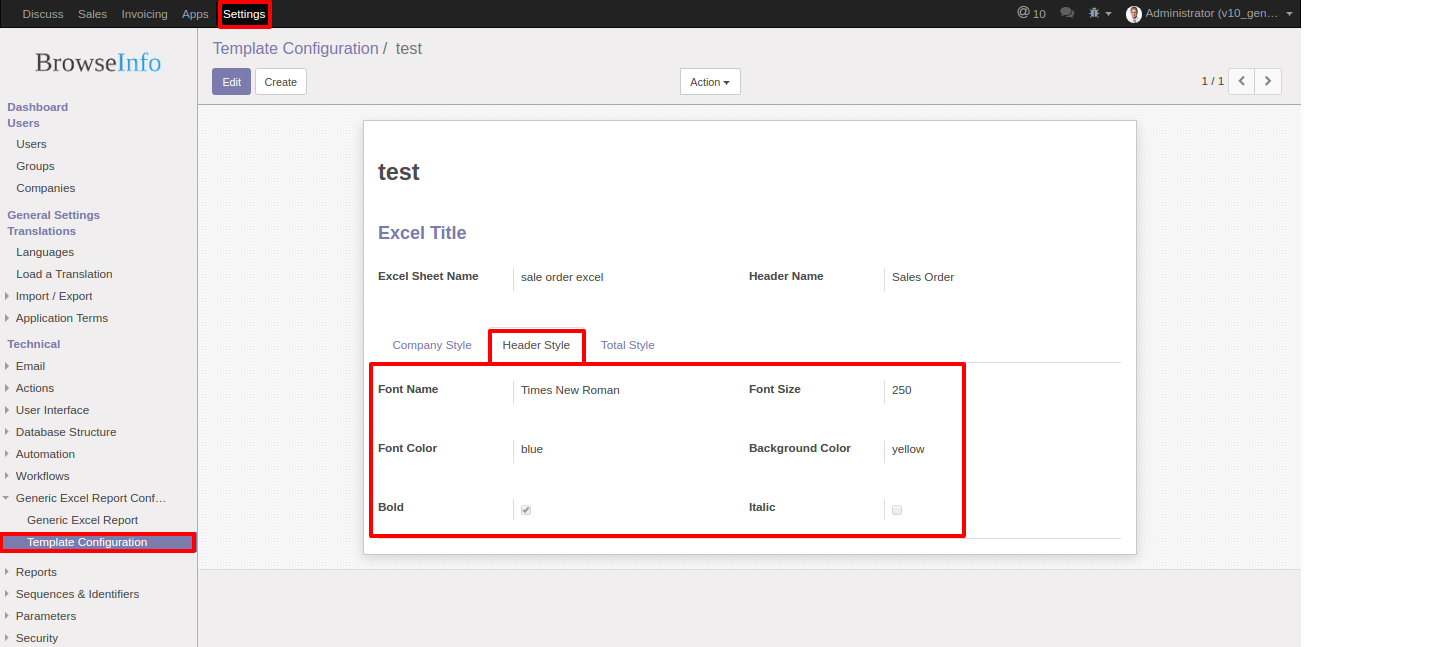 Discuss Sales Invoicing Apps Settings @ 10 Administrator (v10_gen…
BrowseInfo
Dashboard
Users
Users
Groups
Companies
General Settings
Translations
Languages
Load a Translation
Import / Export
Application Terms
Technical
Email
Actions
User Interface
Database Structure
Automation
Workflows
Generic Excel Report Conf…
Generic Excel Report
Template Configuration
Reports
Sequences & Identifiers
Parameters
Security
Template Configuration / test
Edit Create Action 1 / 1
test
Excel Title
Excel Sheet Name sale order excel Header Name Sales Order
Company Style Header Style Total Style
Font Name Times New Roman Font Size 250
Font Color blue Background Color yellow
Bold Italic